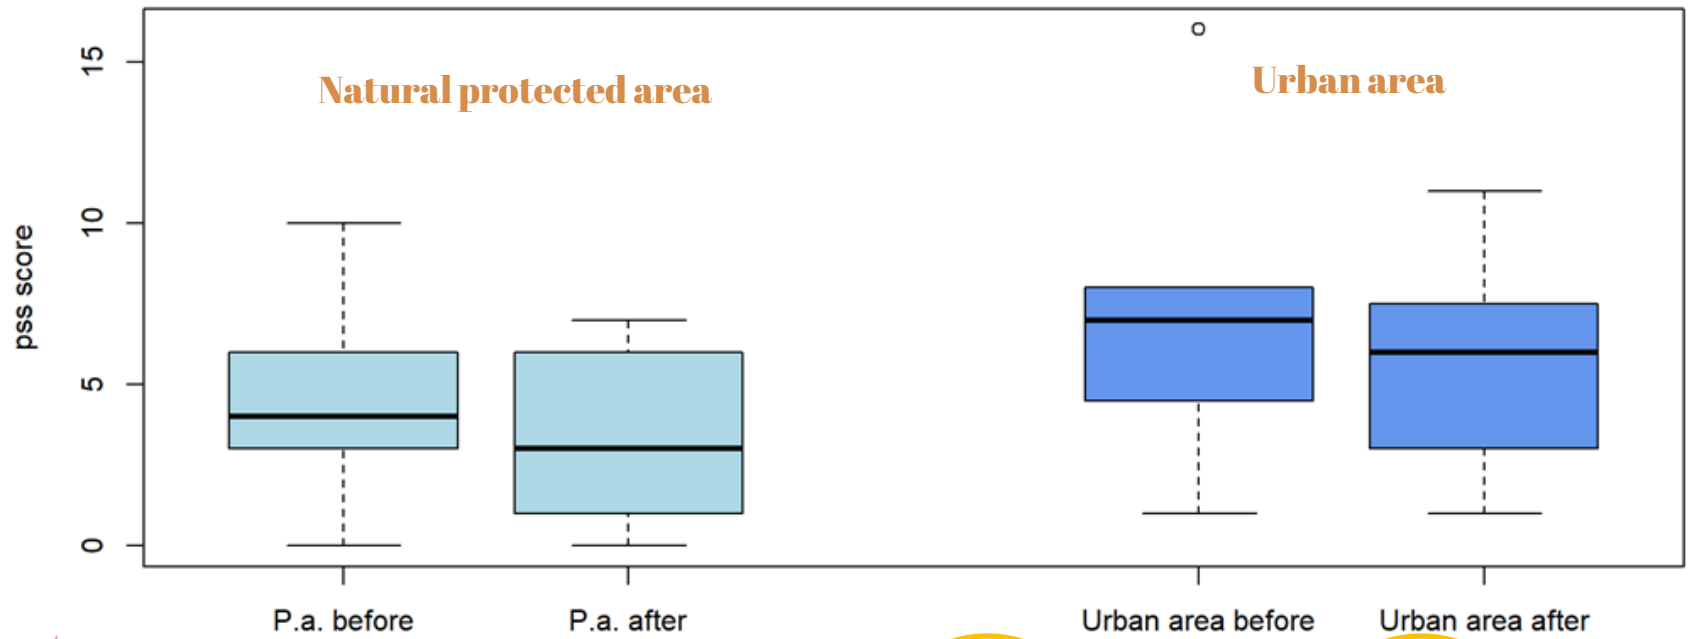 15
10
5
0
pss score
Natural protected area
Urban area
P.a. before
P.a. after
Urban area before
Urban area after